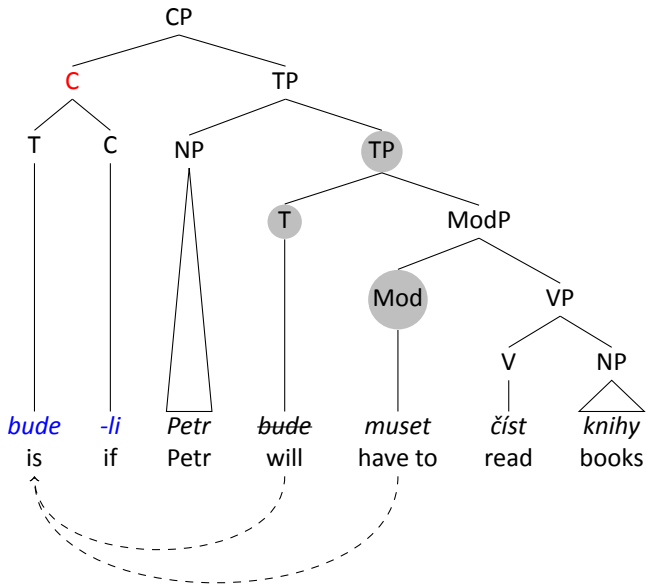 CP
C TP
T C NP TP
T ModP
Mod VP
V NP
bude -li Petr bude muset číst knihy
is if Petr will have to read books